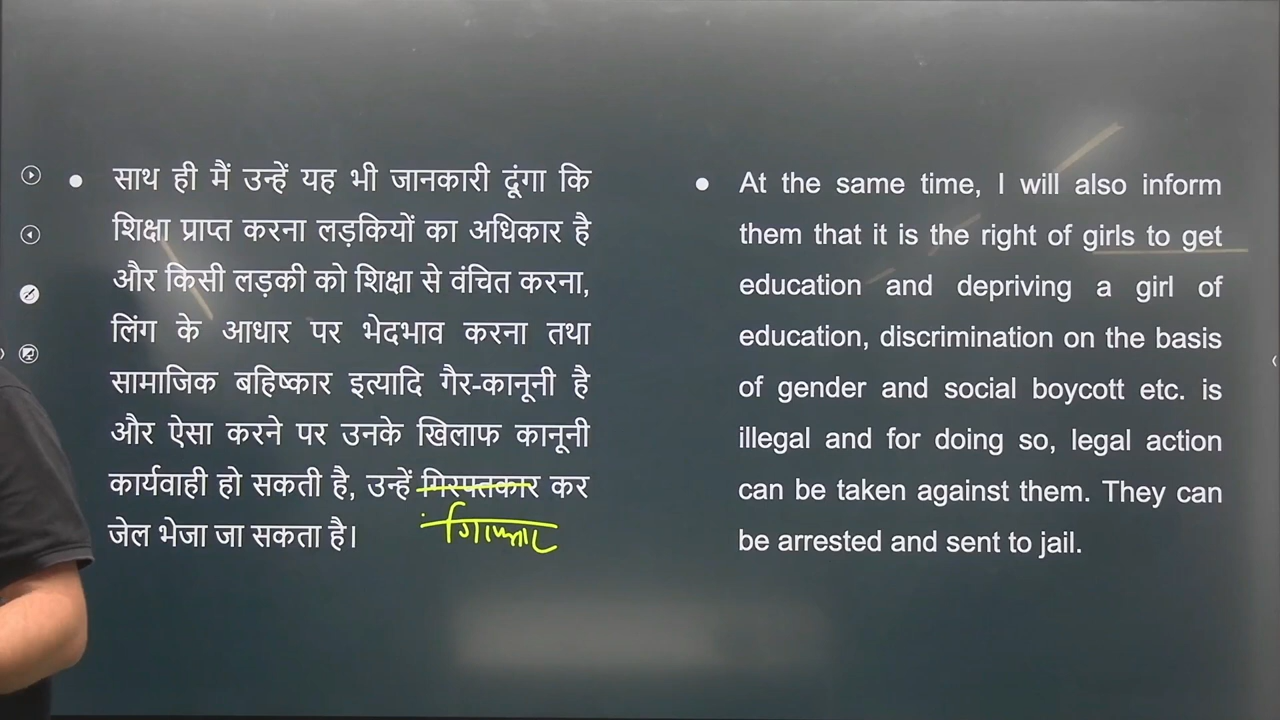 साथ ही मैं उन्हें यह भी जानकारी दूंगा कि
शिक्षा प्राप्त करना लड़कियों का अधिकार है
और किसी लड़की को शिक्षा से वंचित करना,
लिंग के आधार पर भेदभाव करना तथा
सामाजिक बहिष्कार इत्यादि गैर-कानूनी है
और ऐसा करने पर उनके खिलाफ कानूनी
कार्यवाही हो सकती है, उन्हें गिरपतकार कर
जेल भेजा जा सकता है।
At the same time, I will also inform
them that it is the right of girls to get
education and depriving a girl of
education, discrimination on the basis
of gender and social boycott etc. is
illegal and for doing so, legal action
can be taken against them. They can
be arrested and sent to jail.